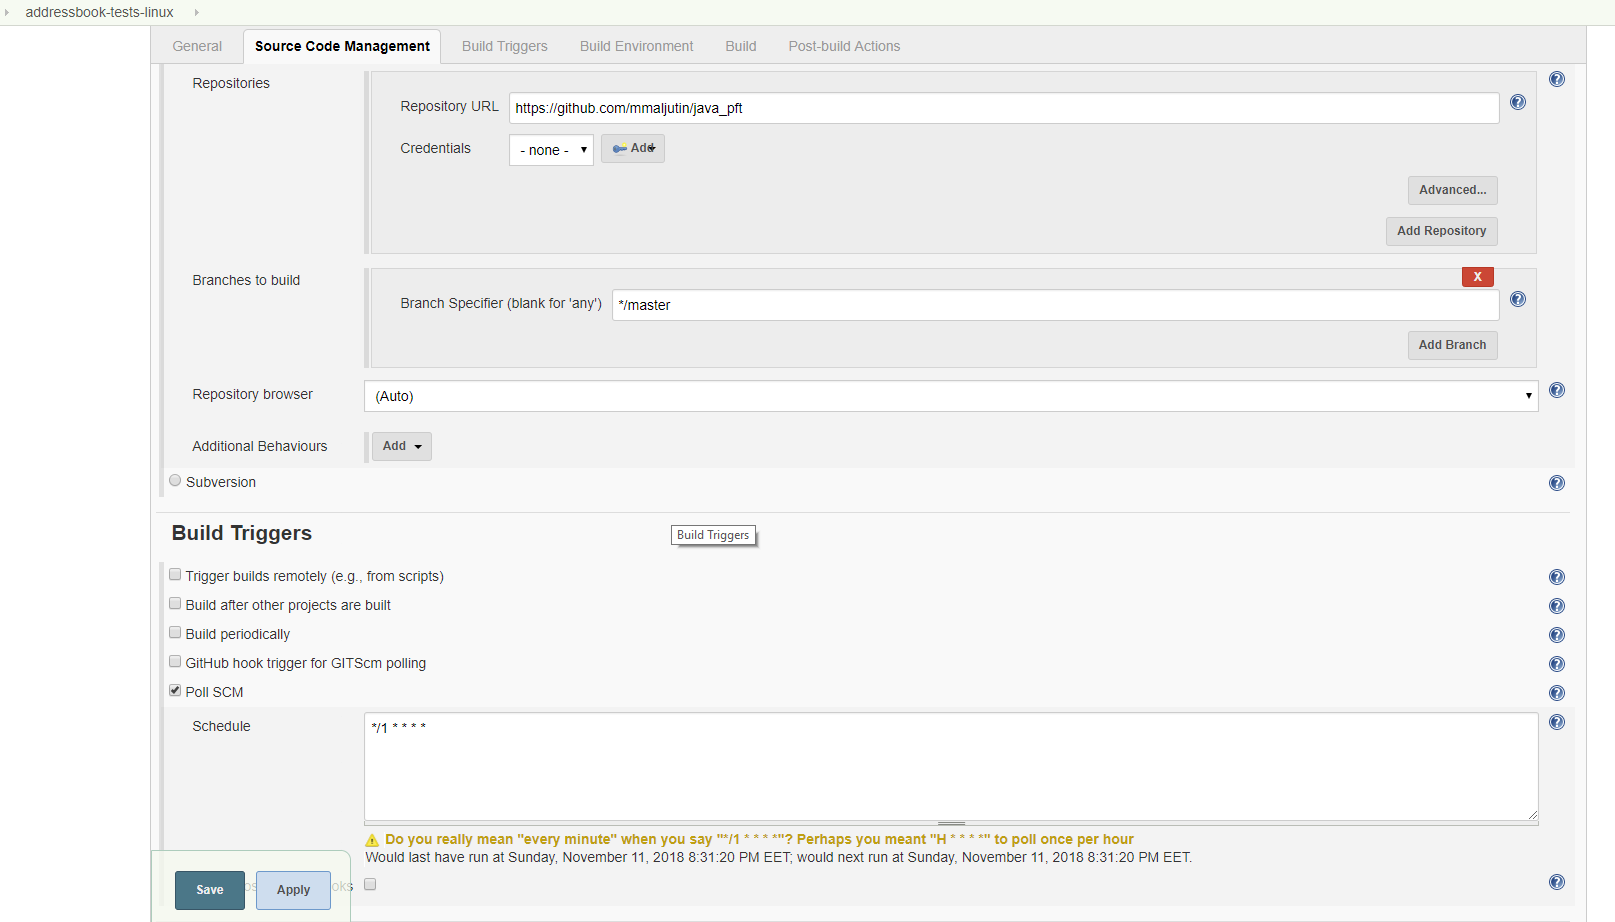 addressbook-tests-linux
General
Source Code Management
Build Triggers
Build Environment
Build
Post-build Actions
Repositories
Repository URL
https://github.com/mmaljutin/java_pft
Credentials
- none -
Add
Advanced...
Add Repository
Branches to build
X
Branch Specifier (blank for 'any')
*/master
Add Branch
Repository browser
(Auto)
Additional Behaviours
Add
Subversion
Build Triggers
Build Triggers
Trigger builds remotely (e.g., from scripts)
Build after other projects are built
Build periodically
GitHub hook trigger for GITScm polling
Poll SCM
Schedule
*/1 * * * *
Do you really mean "every minute" when you say "*/1 * * * *"? Perhaps you meant "H * * * *" to poll once per hour
Would last have run at Sunday, November 11, 2018 8:31:20 PM EET; would next run at Sunday, November 11, 2018 8:31:20 PM EET.
Save
Apply